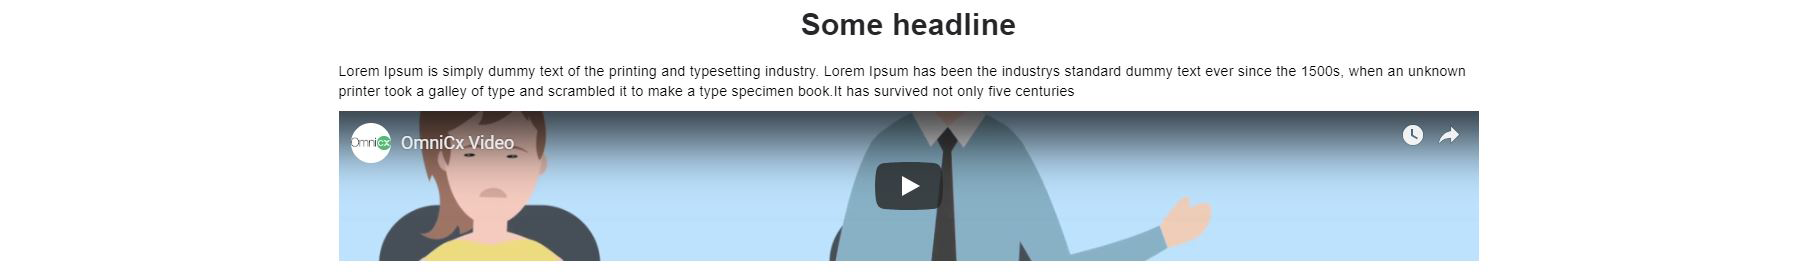 Some headline
Lorem Ipsum is simply dummy text of the printing and typesetting industry. Lorem Ipsum has been the industrys standard dummy text ever since the 1500s, when an unknown
printer took a galley of type and scrambled it to make a type specimen book.It has survived not only five centuries
Omnicx
OmniCx Video